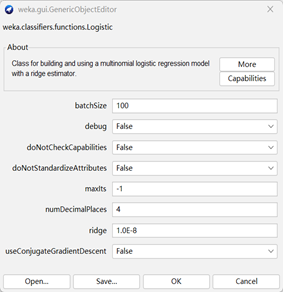 weka.gui.GenericObjectEditor
weka.classifiers.functions.Logistic
About
Class for building and using a multinomial logistic regression model
with a ridge estimator.
More
Capabilities
batchSize 100
debug False
doNotCheckCapabilities False
doNotStandardizeAttributes False
maxIts -1
numDecimalPlaces 4
ridge 1.0E-8
useConjugateGradientDescent False
Open... Save... OK Cancel